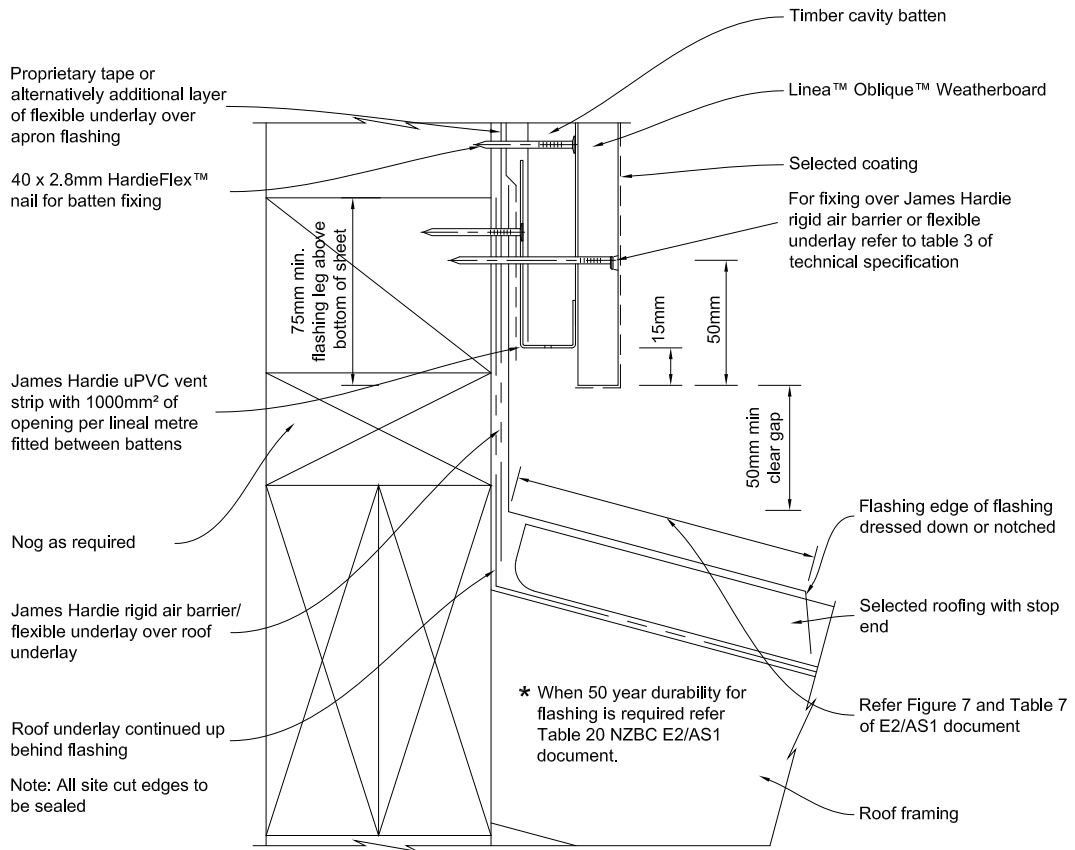 Timber cavity batten
Proprietary tape or
alternatively additional layer
of flexible underlay over
apron flashing
Linea™ Oblique™ Weatherboard
Selected coating
40 x 2.8mm HardieFlex™
nail for batten fixing
For fixing over James Hardie
rigid air barrier or flexible
underlay refer to table 3 of
technical specification
75mm min.
flashing leg above
bottom of sheet
15mm
50mm
James Hardie uPVC vent
strip with 1000mm² of
opening per lineal metre
fitted between battens
50mm min
clear gap
Flashing edge of flashing
dressed down or notched
Nog as required
James Hardie rigid air barrier/
flexible underlay over roof
underlay
Selected roofing with stop
end
* When 50 year durability for
flashing is required refer
Table 20 NZBC E2/AS1
document.
Refer Figure 7 and Table 7
of E2/AS1 document
Roof underlay continued up
behind flashing
Note: All site cut edges to
be sealed
Roof framing